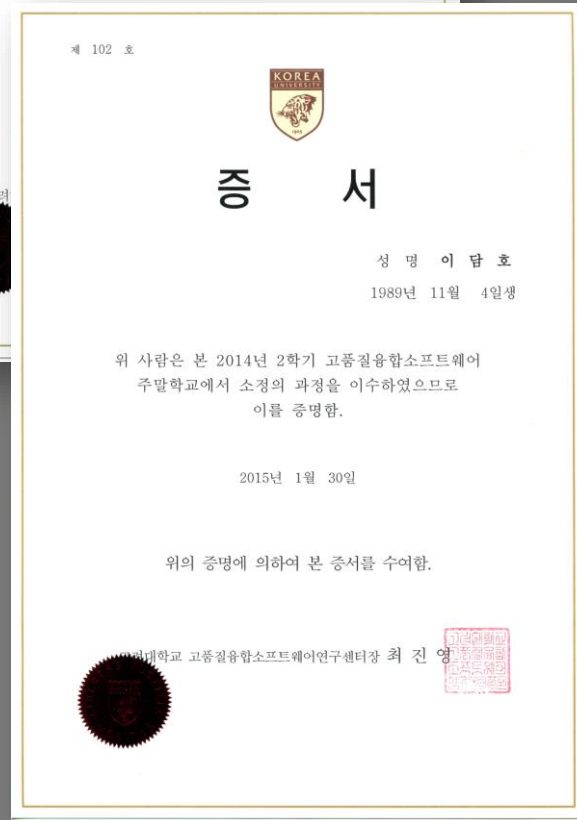 제 102 호
KOREA
UNIVERSITY
1905
증 서
성 명 이 담 호
1989년 11월 4일생
위 사람은 본 2014년 2학기 고품질융합소프트웨어
주말학교에서 소정의 과정을 이수하였으므로
이를 증명함.
2015년 1월 30일
위의 증명에 의하여 본 증서를 수여함.
대학교 고품질융합소프트웨어연구센터장 최 진 영